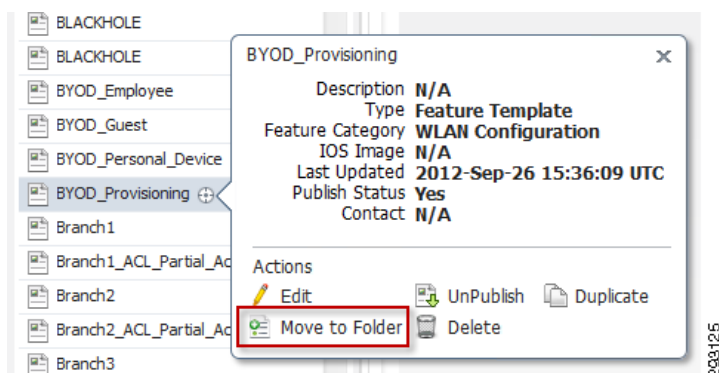 BLACKHOLE
BLACKHOLE
BYOD_Employee
BYOD_Guest
BYOD_Personal_Device
BYOD_Provisioning
Branch1
Branch1_ACL_Partial_Ac
Branch2
Branch2_ACL_Partial_Ac
Branch3
BYOD_Provisioning
Description N/A
Type Feature Template
Feature Category WLAN Configuration
IOS Image N/A
Last Updated 2012-Sep-26 15:36:09 UTC
Publish Status Yes
Contact N/A
Actions
Edit UnPublish Duplicate
Move to Folder Delete
293125